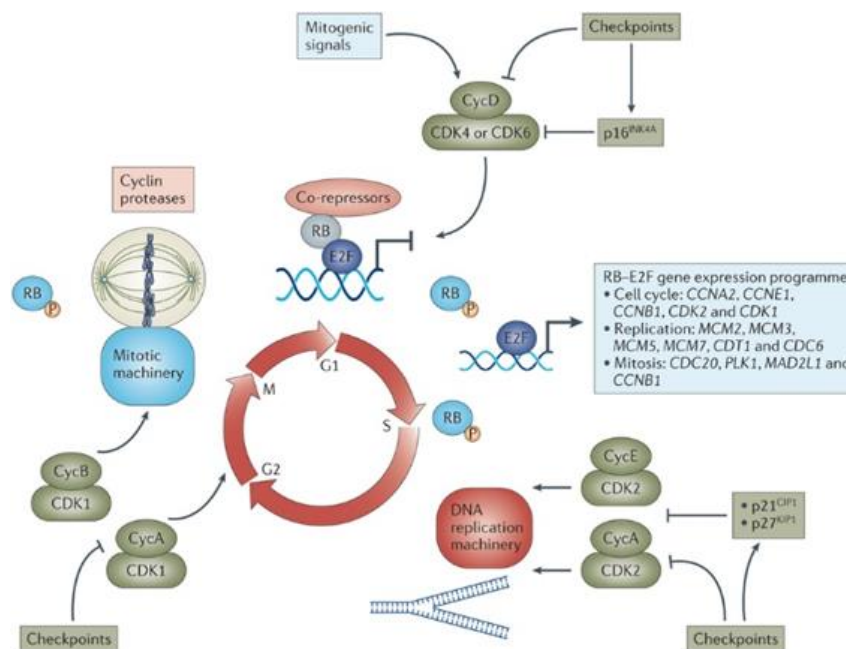 Mitogenic
signals
Checkpoints
CycD
CDK4 or CDK6
p16INK4A
Cyclin
proteases
Co-repressors
RB
E2F
RB
P
RB
P
E2F
RB–E2F gene expression programme
• Cell cycle: CCNA2, CCNE1,
CCNB1, CDK2 and CDK1
• Replication: MCM2, MCM3,
MCM5, MCM7, CDT1 and CDC6
• Mitosis: CDC20, PLK1, MAD2L1 and
CCNB1
Mitotic
machinery
G1
M
S
G2
RB
P
CycB
CDK1
CycA
CDK1
Checkpoints
DNA
replication
machinery
CycE
CDK2
CycA
CDK2
• p21CIP1
• p27KIP1
Checkpoints